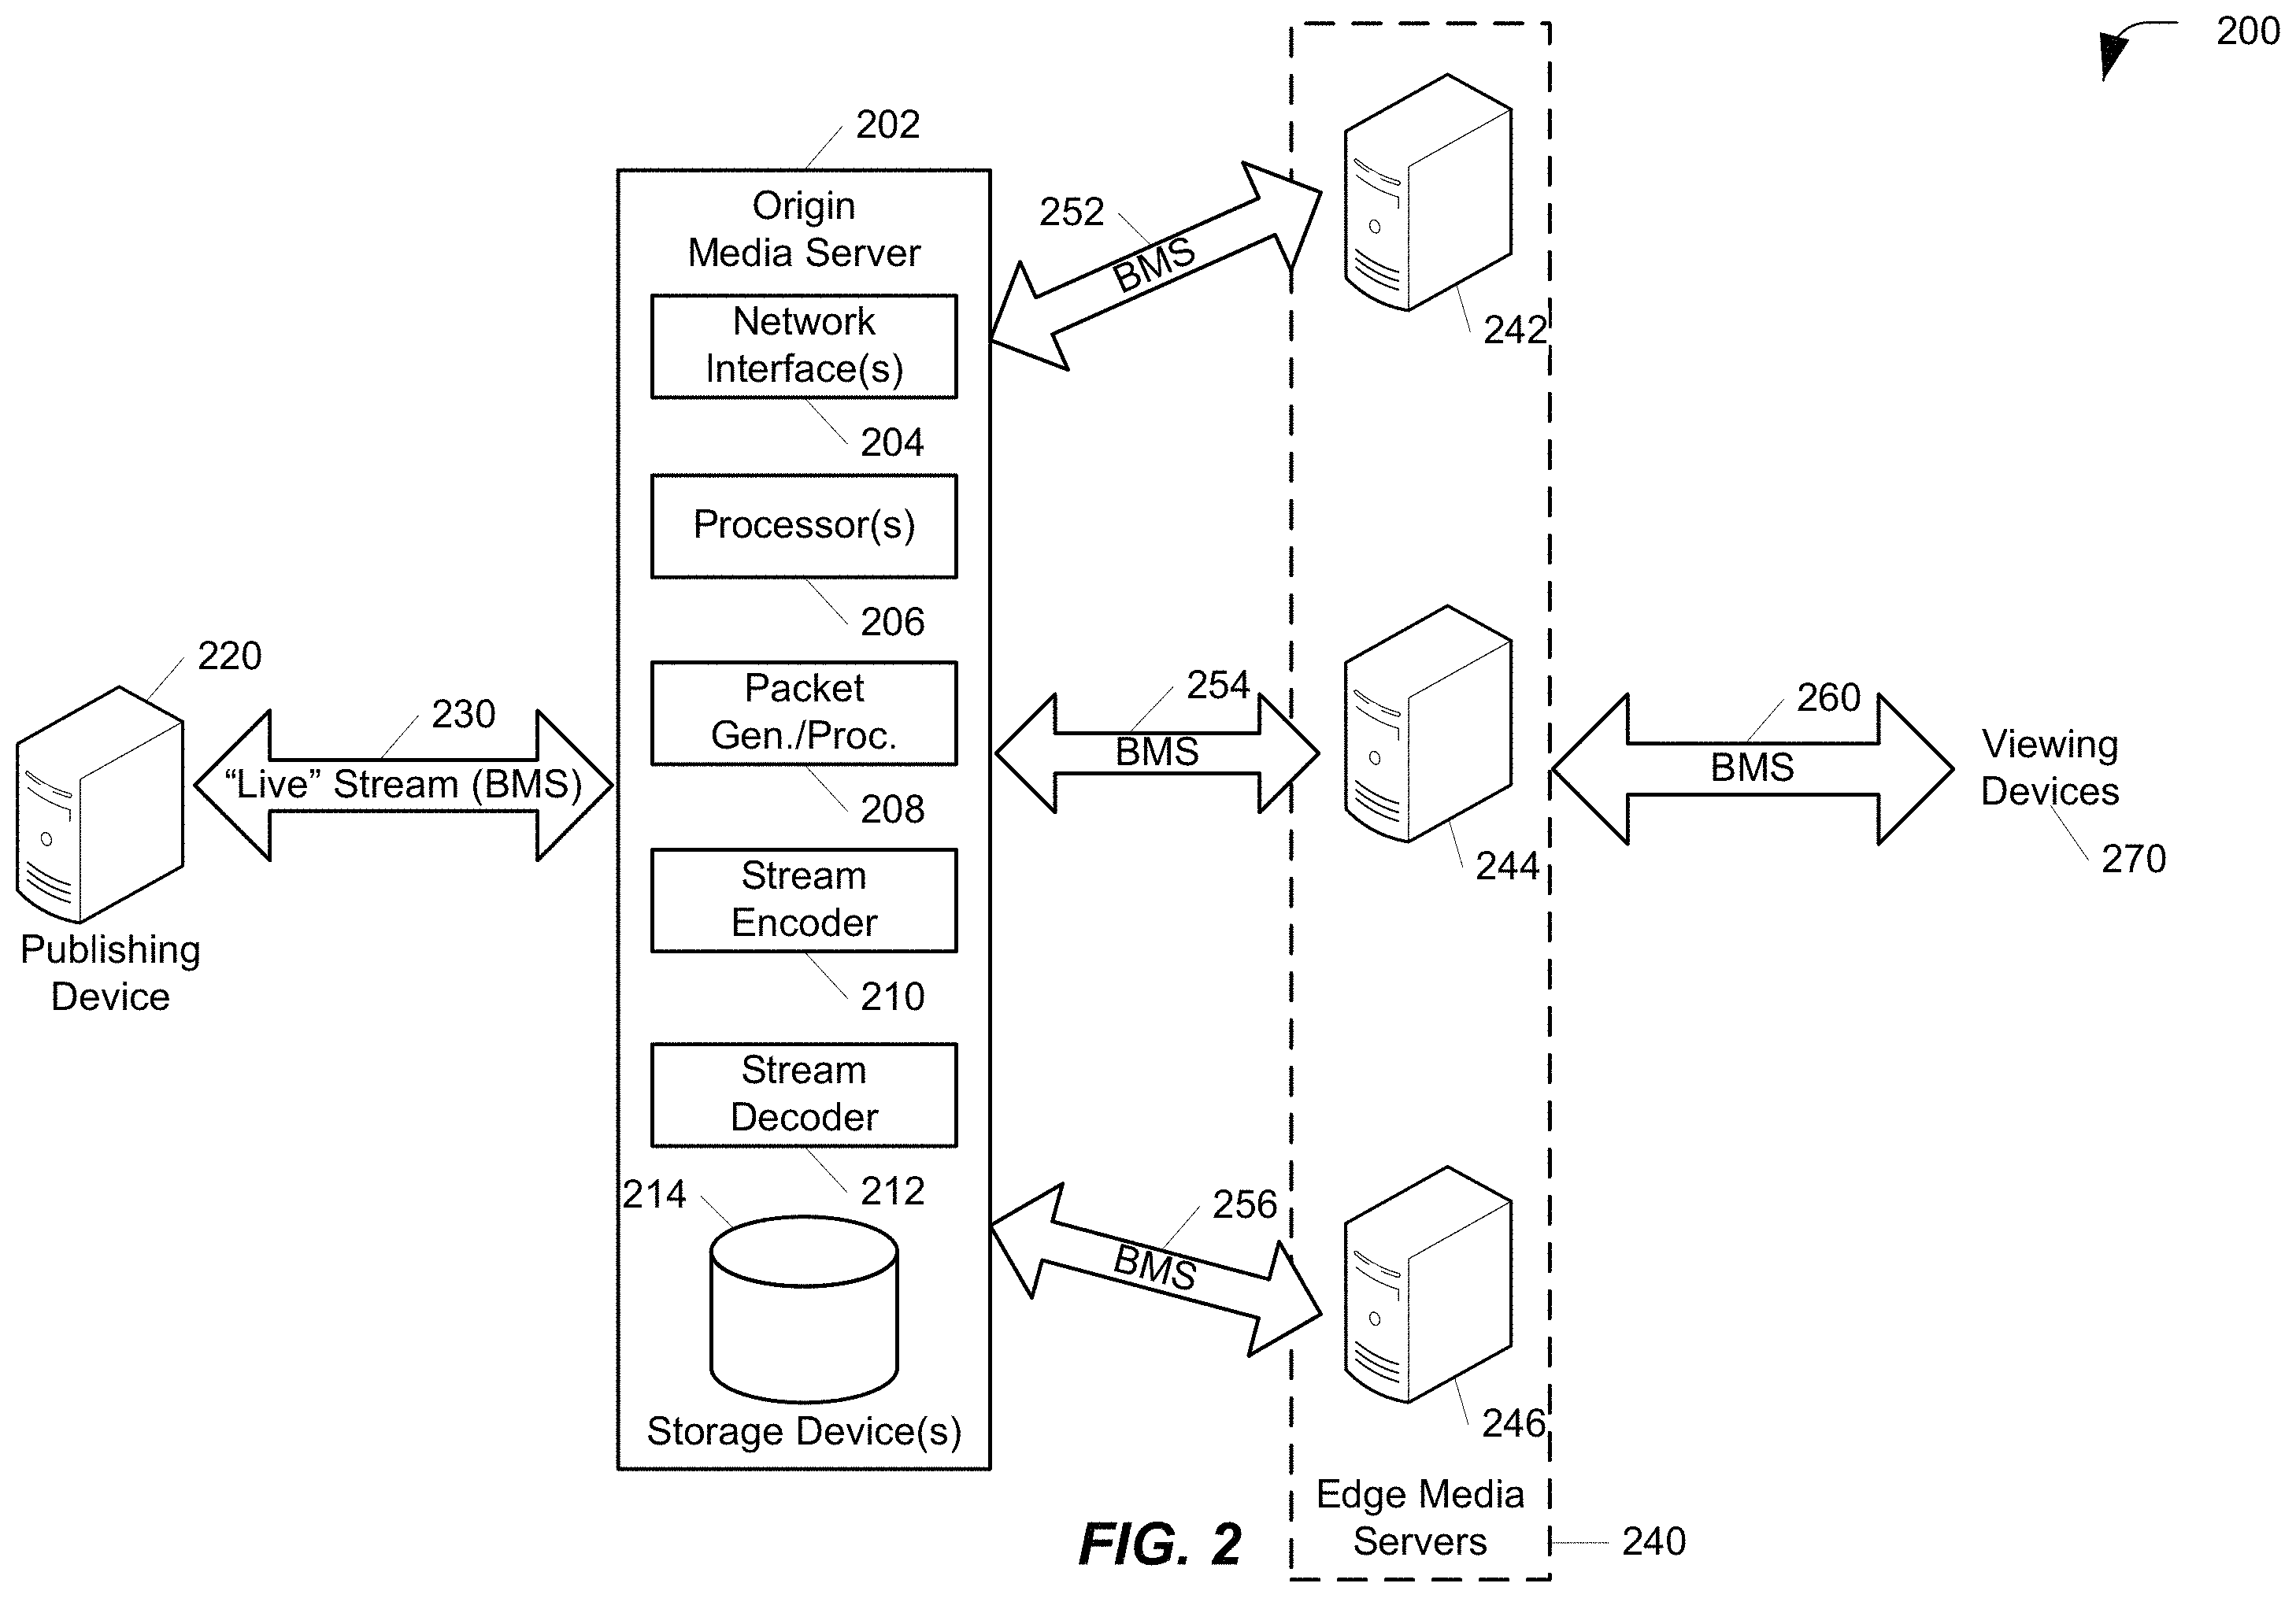 200
202
Origin
Media Server
Network
Interface(s)
204
Processor(s)
206
Packet
Gen./Proc.
208
Stream
Encoder
210
Stream
Decoder
212
214
Storage Device(s)
220
Publishing
Device
230
“Live” Stream (BMS)
252
BMS
254
BMS
256
BMS
242
244
246
Edge Media
Servers
240
260
BMS
Viewing
Devices
270
FIG. 2